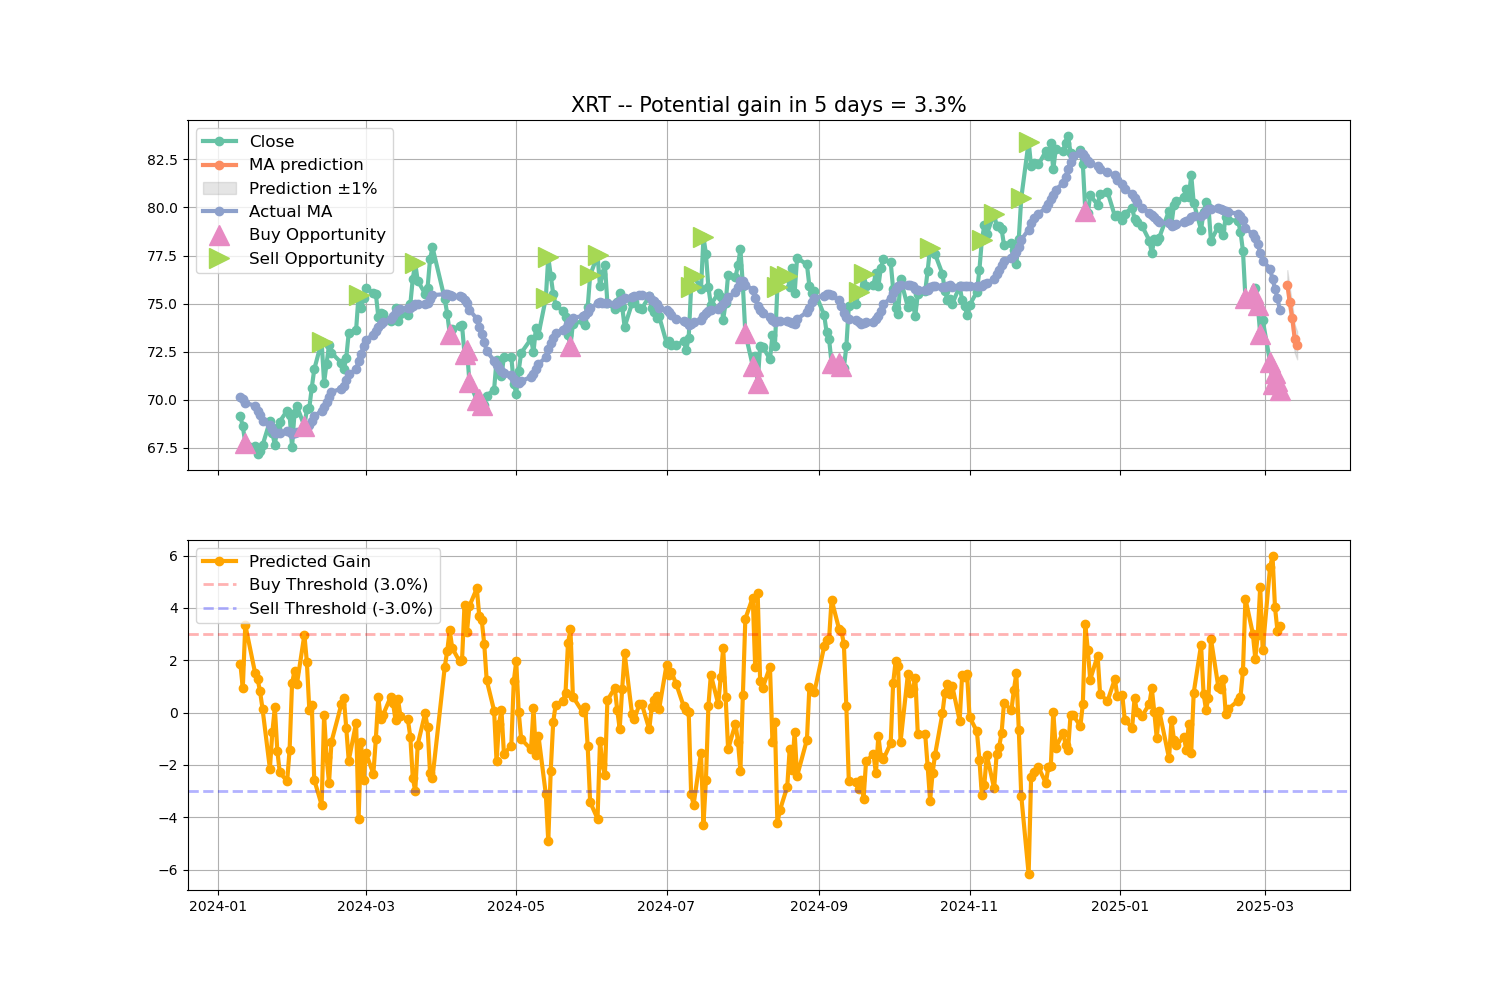 XRT -- Potential gain in 5 days = 3.3%
Close
MA prediction
Prediction ±1%
Actual MA
Buy Opportunity
Sell Opportunity
82.5
80.0
77.5
75.0
72.5
70.0
67.5
Predicted Gain
Buy Threshold (3.0%)
Sell Threshold (-3.0%)
6
4
2
0
−2
−4
−6
2024-01 2024-03 2024-05 2024-07 2024-09 2024-11 2025-01 2025-03